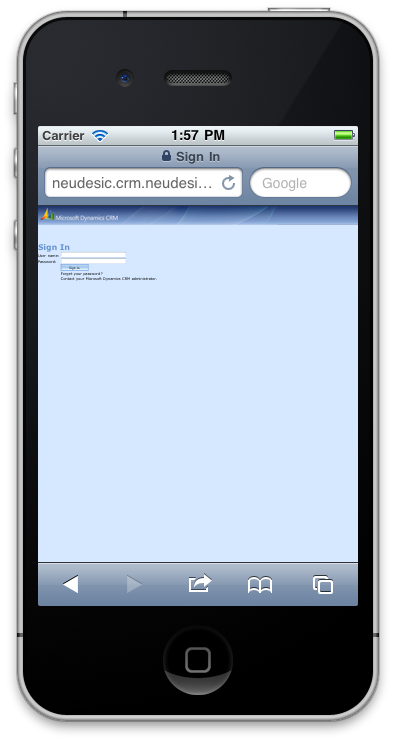 Carrier 1:57 PM
Sign In
neudesic.crm.neudesi... Google
Microsoft Dynamics CRM
Sign In
User name:
Password:
Sign In
Forgot your password?
Contact your Microsoft Dynamics CRM administrator.